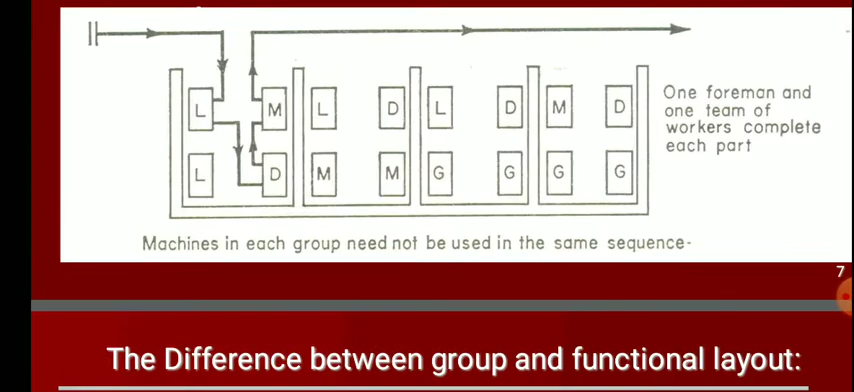 L M L D L D M D
One foreman and
one team of
workers complete
each part
L D M M G G G G
Machines in each group need not be used in the same sequence-
7
The Difference between group and functional layout: